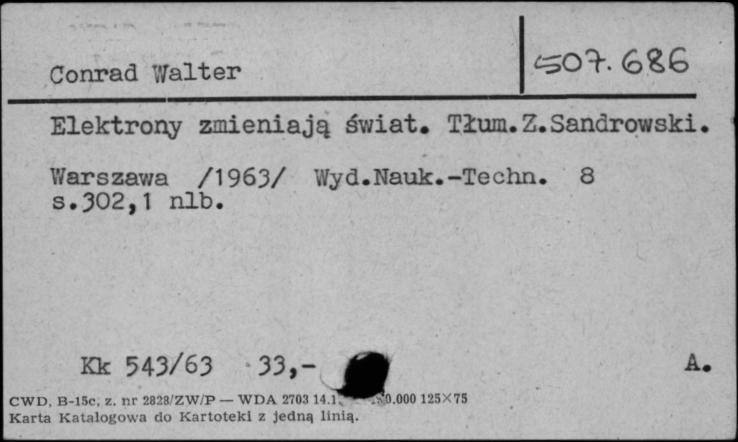 Conrad Walter
507.686
Elektrony zmieniają świat. Tłum.Z.Sandrowski.
Warszawa /1963/ Wyd.Nauk.-Techn. 8
s.302,1 nlb.
Kk 543/63 33,- A.
CWD, B-15c, z. nr 2828/ZW/P — WDA 2703 14.1 0.000 125×75
Karta Katalogowa do Kartoteki z jedną linią.